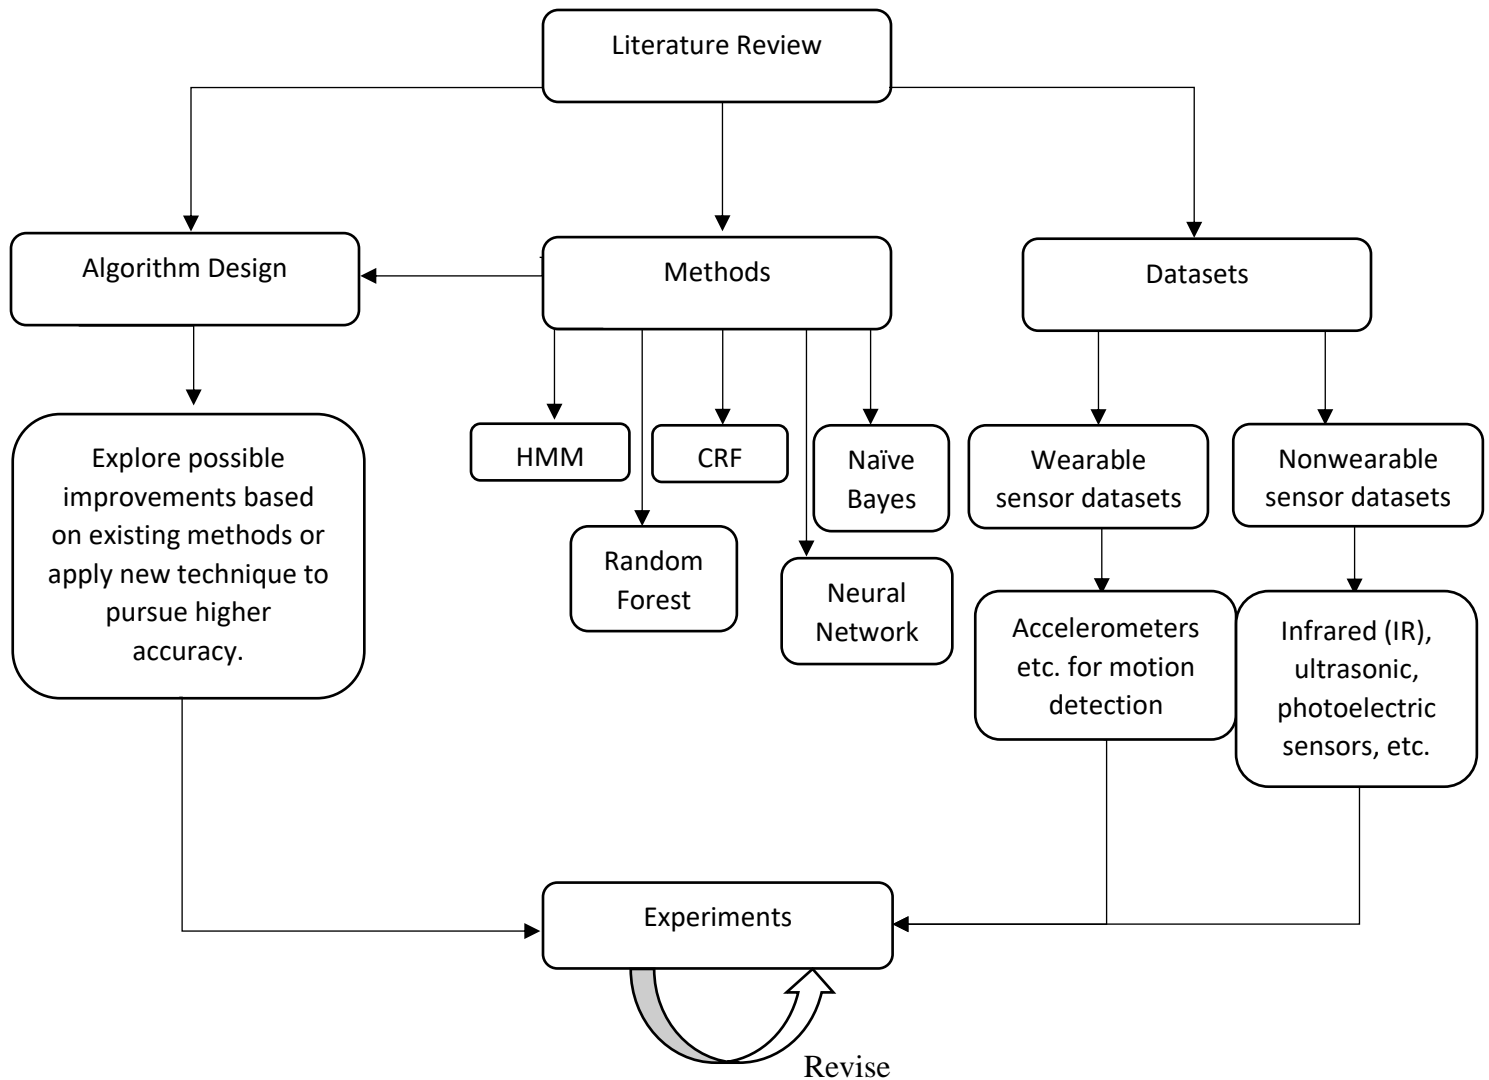 Literature Review
Algorithm Design
Methods
Datasets
Explore possible
improvements based
on existing methods or
apply new technique to
pursue higher
accuracy.
HMM
CRF
Naïve
Bayes
Random
Forest
Neural
Network
Wearable
sensor datasets
Nonwearable
sensor datasets
Accelerometers
etc. for motion
detection
Infrared (IR),
ultrasonic,
photoelectric
sensors, etc.
Experiments
Revise